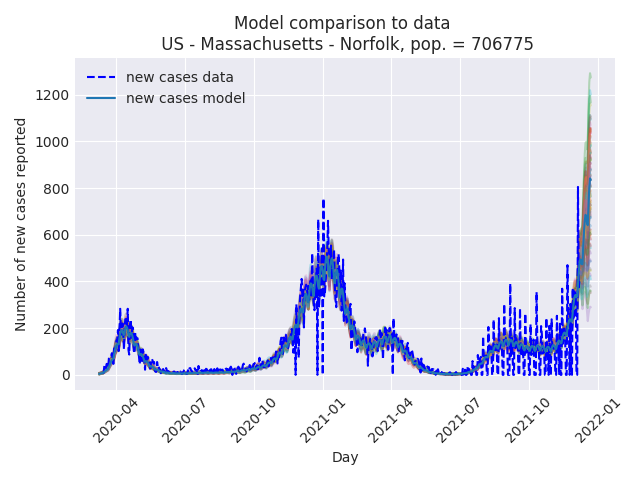 Model comparison to data
US - Massachusetts - Norfolk, pop. = 706775
new cases data
new cases model
Number of new cases reported
1200
1000
800
600
400
200
0
2020-04
2020-07
2020-10
2021-01
2021-04
2021-07
2021-10
2022-01
Day